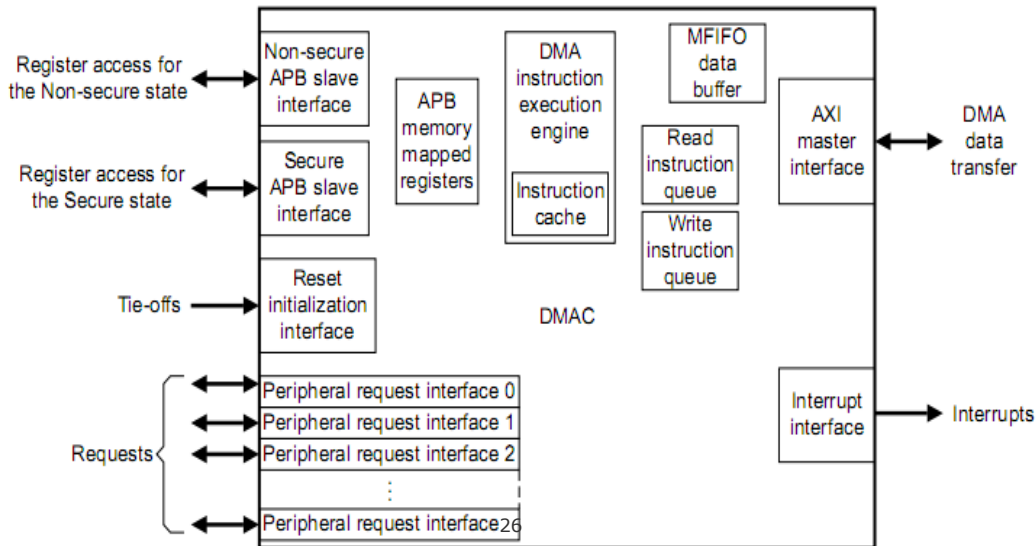 Register access for
the Non-secure state
Non-secure
APB slave
interface
Register access for
the Secure state
Secure
APB slave
interface
APB
memory
mapped
registers
DMA
instruction
execution
engine
Instruction
cache
MFIFO
data
buffer
Read
instruction
queue
Write
instruction
queue
AXI
master
interface
DMA
data
transfer
Tie-offs
Reset
initialization
interface
DMAC
Requests
Peripheral request interface 0
Peripheral request interface 1
Peripheral request interface 2
⋮
Peripheral request interface 26
Interrupt
interface
Interrupts